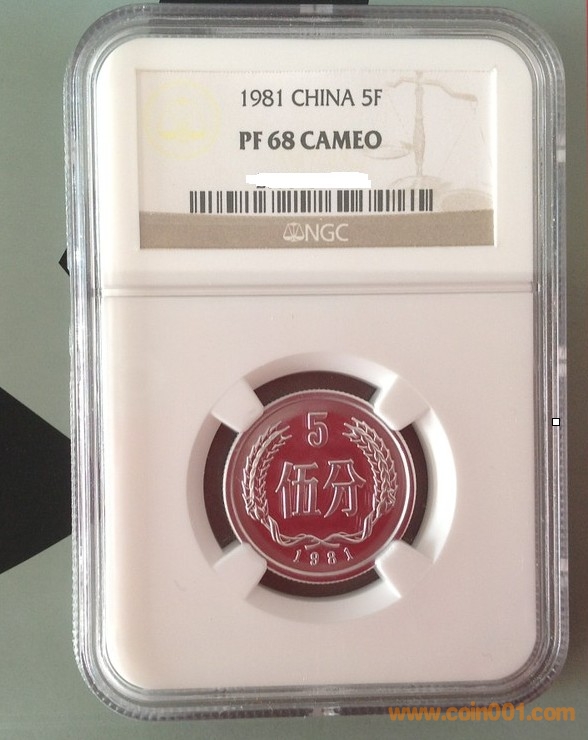 1981 CHINA 5F
PF 68 CAMEO
NGC
5
伍分
1981
www.coin001.com